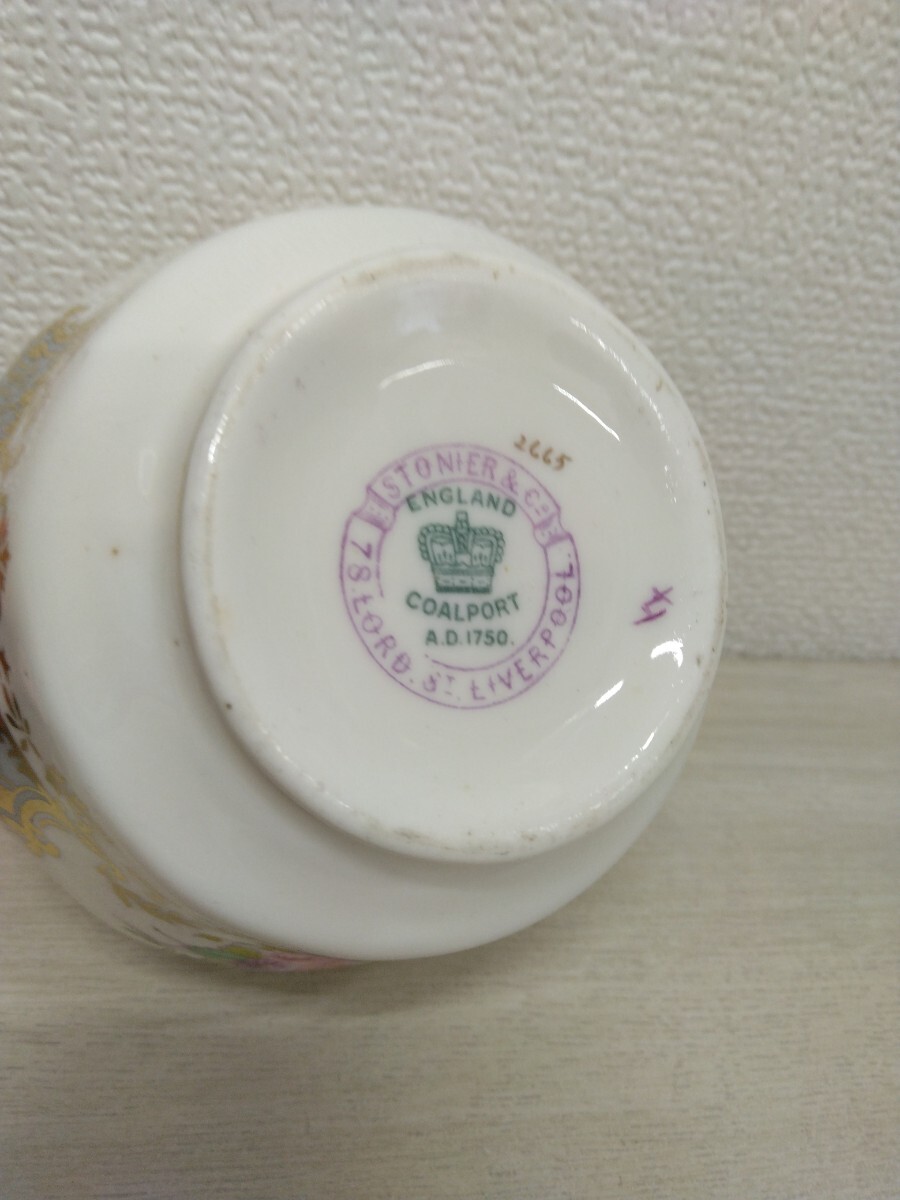 2665
STONIER & Co
78 LORD. ST. LIVERPOOL
ENGLAND
COALPORT
A.D. 1750.